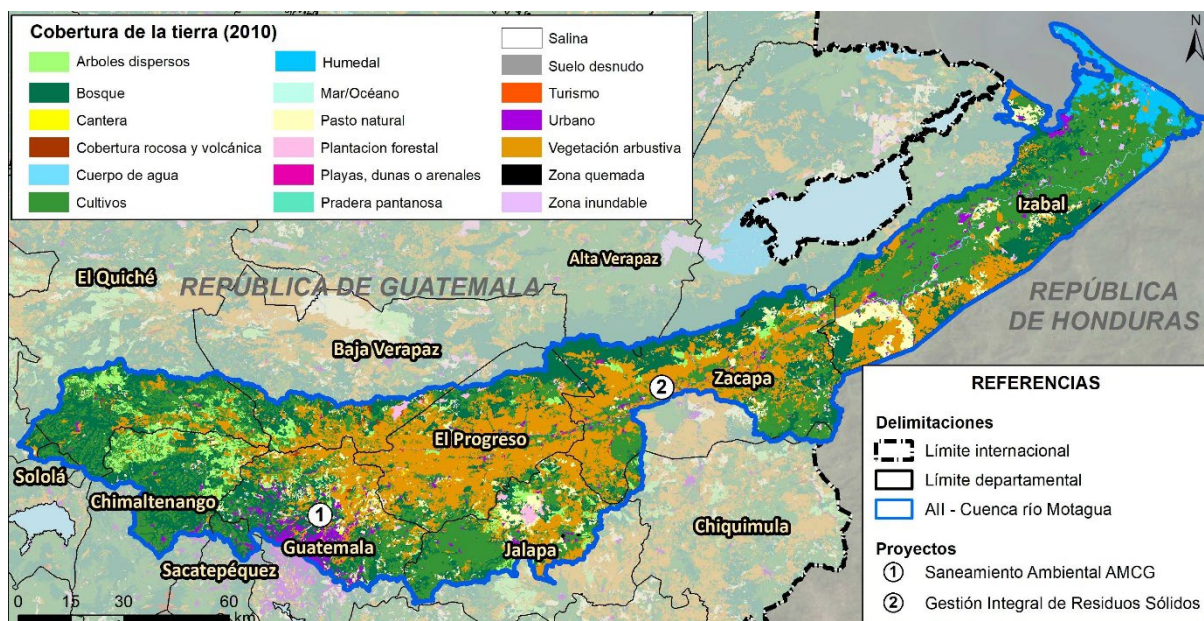 Cobertura de la tierra (2010)
Arboles dispersos
Bosque
Cantera
Cobertura rocosa y volcánica
Cuerpo de agua
Cultivos
Humedal
Mar/Océano
Pasto natural
Plantacion forestal
Playas, dunas o arenales
Pradera pantanosa
Salina
Suelo desnudo
Turismo
Urbano
Vegetación arbustiva
Zona quemada
Zona inundable
N
Izabal
Alta Verapaz
El Quiché
REPÚBLICA DE GUATEMALA
REPÚBLICA
DE HONDURAS
Baja Verapaz
Zacapa
2
El Progreso
Sololá
Chimaltenango
1
Guatemala
Jalapa
Chiquimula
Sacatepéquez
0 15 30 60
km
REFERENCIAS
Delimitaciones
Límite internacional
Límite departamental
AII - Cuenca río Motagua
Proyectos
1 Saneamiento Ambiental AMCG
2 Gestión Integral de Residuos Sólidos